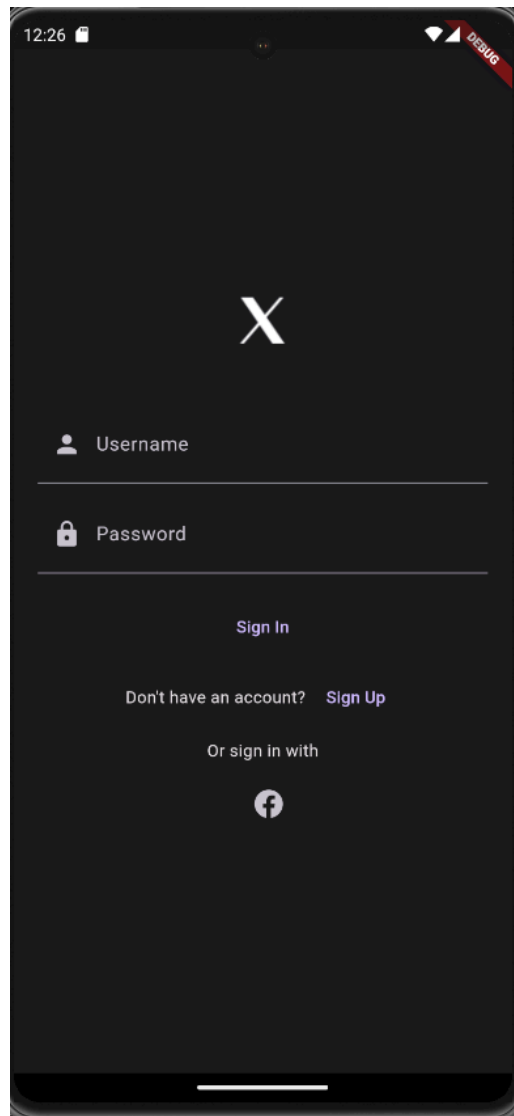 12:26
DEBUG
X
Username
Password
Sign In
Don't have an account? Sign Up
Or sign in with